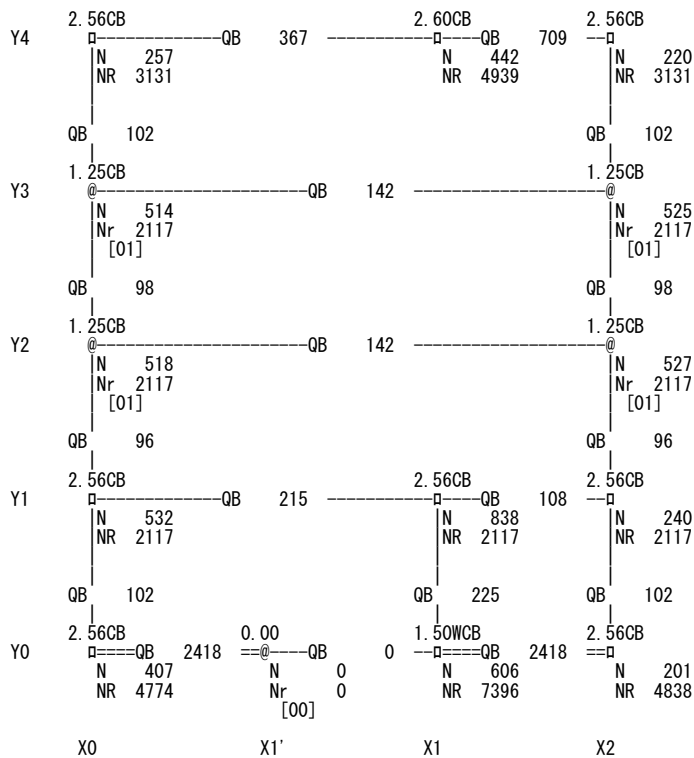 2.56CB 2.60CB 2.56CB
Y4 ¤-------------QB 367 -----------¤----QB 709 --¤
|N 257 |N 442 |N 220
|NR 3131 NR 4939 |NR 3131
QB 102 QB 102
1.25CB 1.25CB
Y3 @----------------------QB 142 --------------------@
|N 514 |N 525
|Nr 2117 |Nr 2117
[01] [01]
QB 98 QB 98
1.25CB 1.25CB
Y2 @----------------------QB 142 --------------------@
|N 518 |N 527
|Nr 2117 |Nr 2117
[01] [01]
QB 96 QB 96
2.56CB 2.56CB 2.56CB
Y1 ¤-------------QB 215 -----------¤----QB 108 --¤
|N 532 |N 838 |N 240
|NR 2117 |NR 2117 |NR 2117
QB 102 QB 225 QB 102
2.56CB 0.00 1.50WCB 2.56CB
Y0 ¤====QB 2418 ==@----QB 0 --¤====QB 2418 ==¤
N 407 N 0 N 606 N 201
NR 4774 Nr 0 NR 7396 NR 4838
[00]
X0 X1' X1 X2